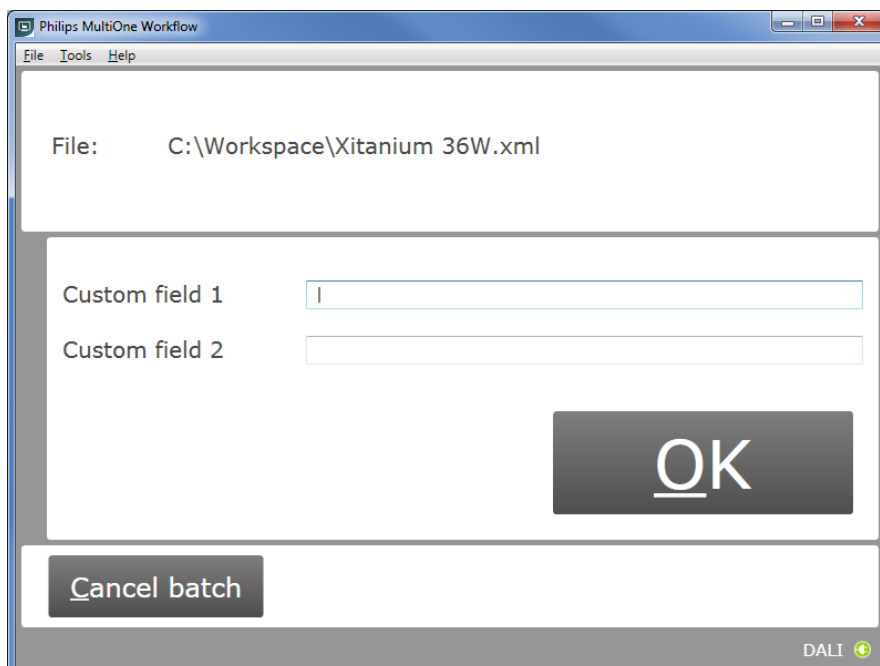 Philips MultiOne Workflow
File Tools Help
File: C:\Workspace\Xitanium 36W.xml
Custom field 1
Custom field 2
OK
Cancel batch
DALI